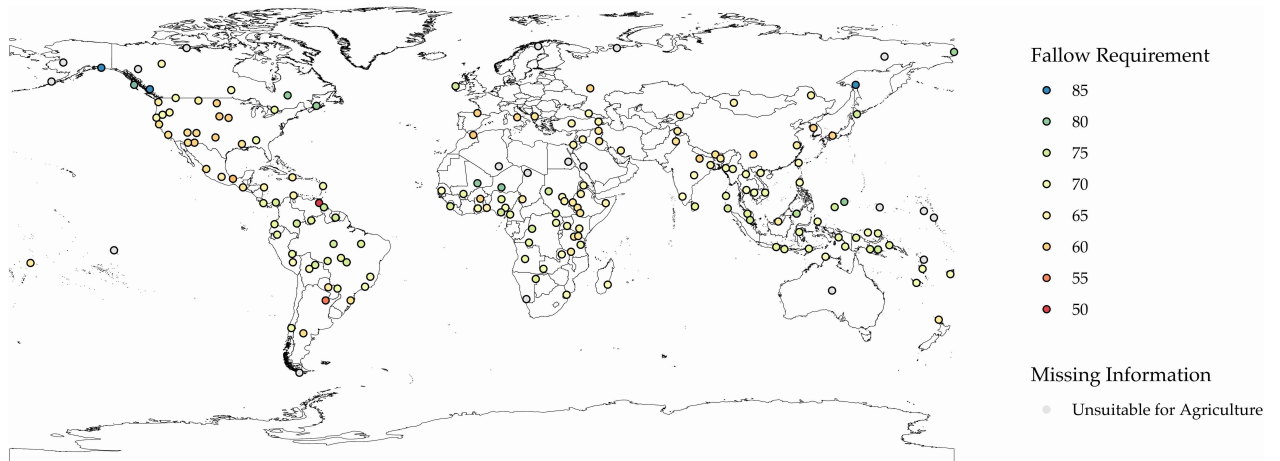 Fallow Requirement
85
80
75
70
65
60
55
50
Missing Information
Unsuitable for Agriculture